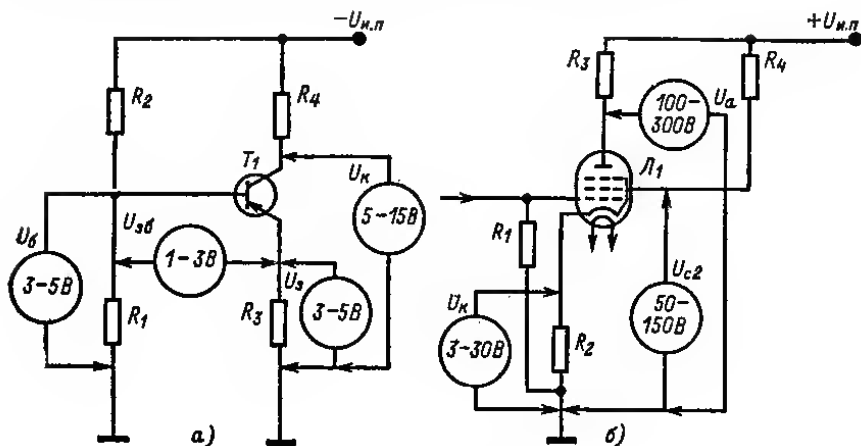 −Uи.п
R2
R4
T1
Uб
Uэб
Uк
5-15В
1-3В
3-5В
Uэ
R1
R3
3-5В
а)
+Uи.п
R3
R4
100-
300В
Uа
Л1
R1
Uк
3-30В
R2
Uс2
50-
150В
б)